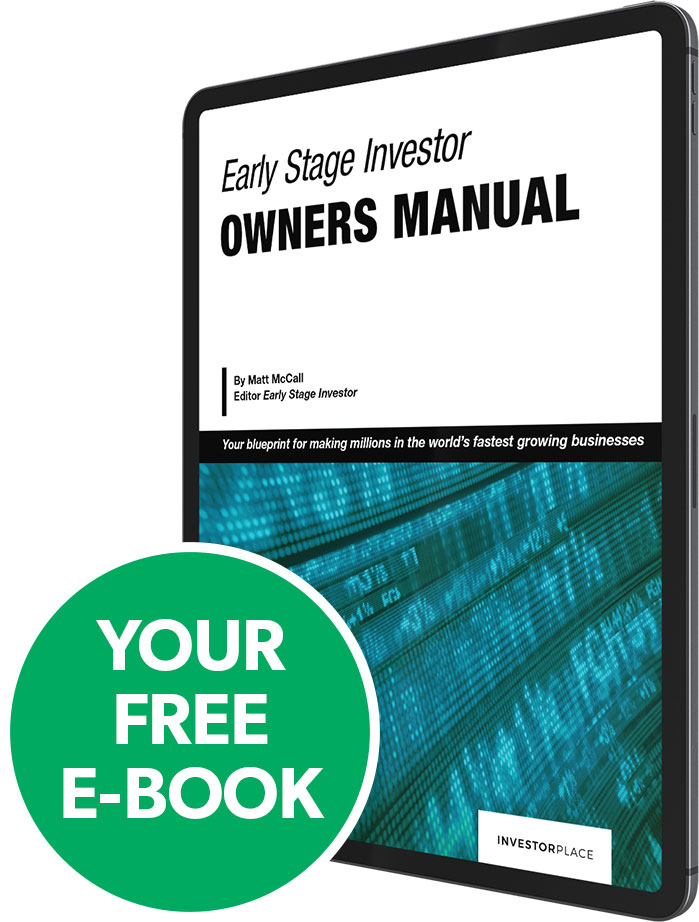 Early Stage Investor
OWNERS MANUAL
By Matt McCall
Editor Early Stage Investor
Your blueprint for making millions in the world's fastest growing businesses
YOUR
FREE
E-BOOK
INVESTORPLACE